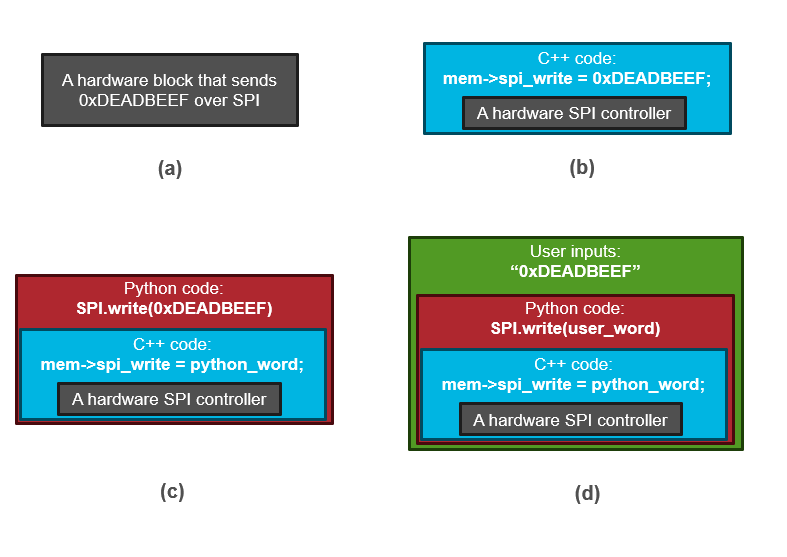 A hardware block that sends
0xDEADBEEF over SPI
(a)
C++ code:
mem->spi_write = 0xDEADBEEF;
A hardware SPI controller
(b)
Python code:
SPI.write(0xDEADBEEF)
C++ code:
mem->spi_write = python_word;
A hardware SPI controller
(c)
User inputs:
“0xDEADBEEF”
Python code:
SPI.write(user_word)
C++ code:
mem->spi_write = python_word;
A hardware SPI controller
(d)